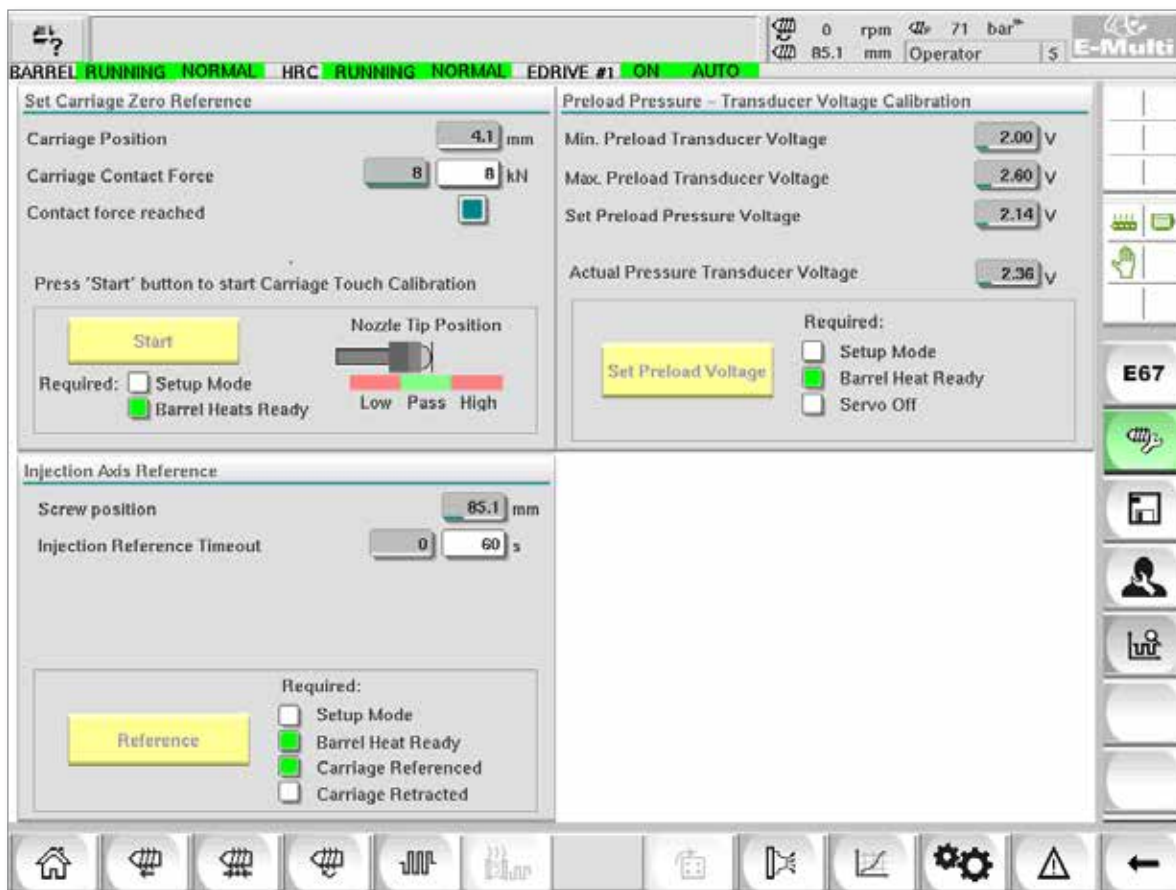 0 rpm 71 bar
85.1 mm Operator 5
E-Multi
BARREL RUNNING NORMAL HRC RUNNING NORMAL EDRIVE #1 ON AUTO
Set Carriage Zero Reference
Carriage Position 4.1 mm
Carriage Contact Force 8 8 kN
Contact force reached
Press 'Start' button to start Carriage Touch Calibration
Start
Required: Setup Mode
Barrel Heats Ready
Nozzle Tip Position
Low Pass High
Preload Pressure - Transducer Voltage Calibration
Min. Preload Transducer Voltage 2.00 V
Max. Preload Transducer Voltage 2.60 V
Set Preload Pressure Voltage 2.14 V
Actual Pressure Transducer Voltage 2.36 V
Set Preload Voltage
Required:
Setup Mode
Barrel Heat Ready
Servo Off
E67
Injection Axis Reference
Screw position 85.1 mm
Injection Reference Timeout 0 60 s
Reference
Required:
Setup Mode
Barrel Heat Ready
Carriage Referenced
Carriage Retracted